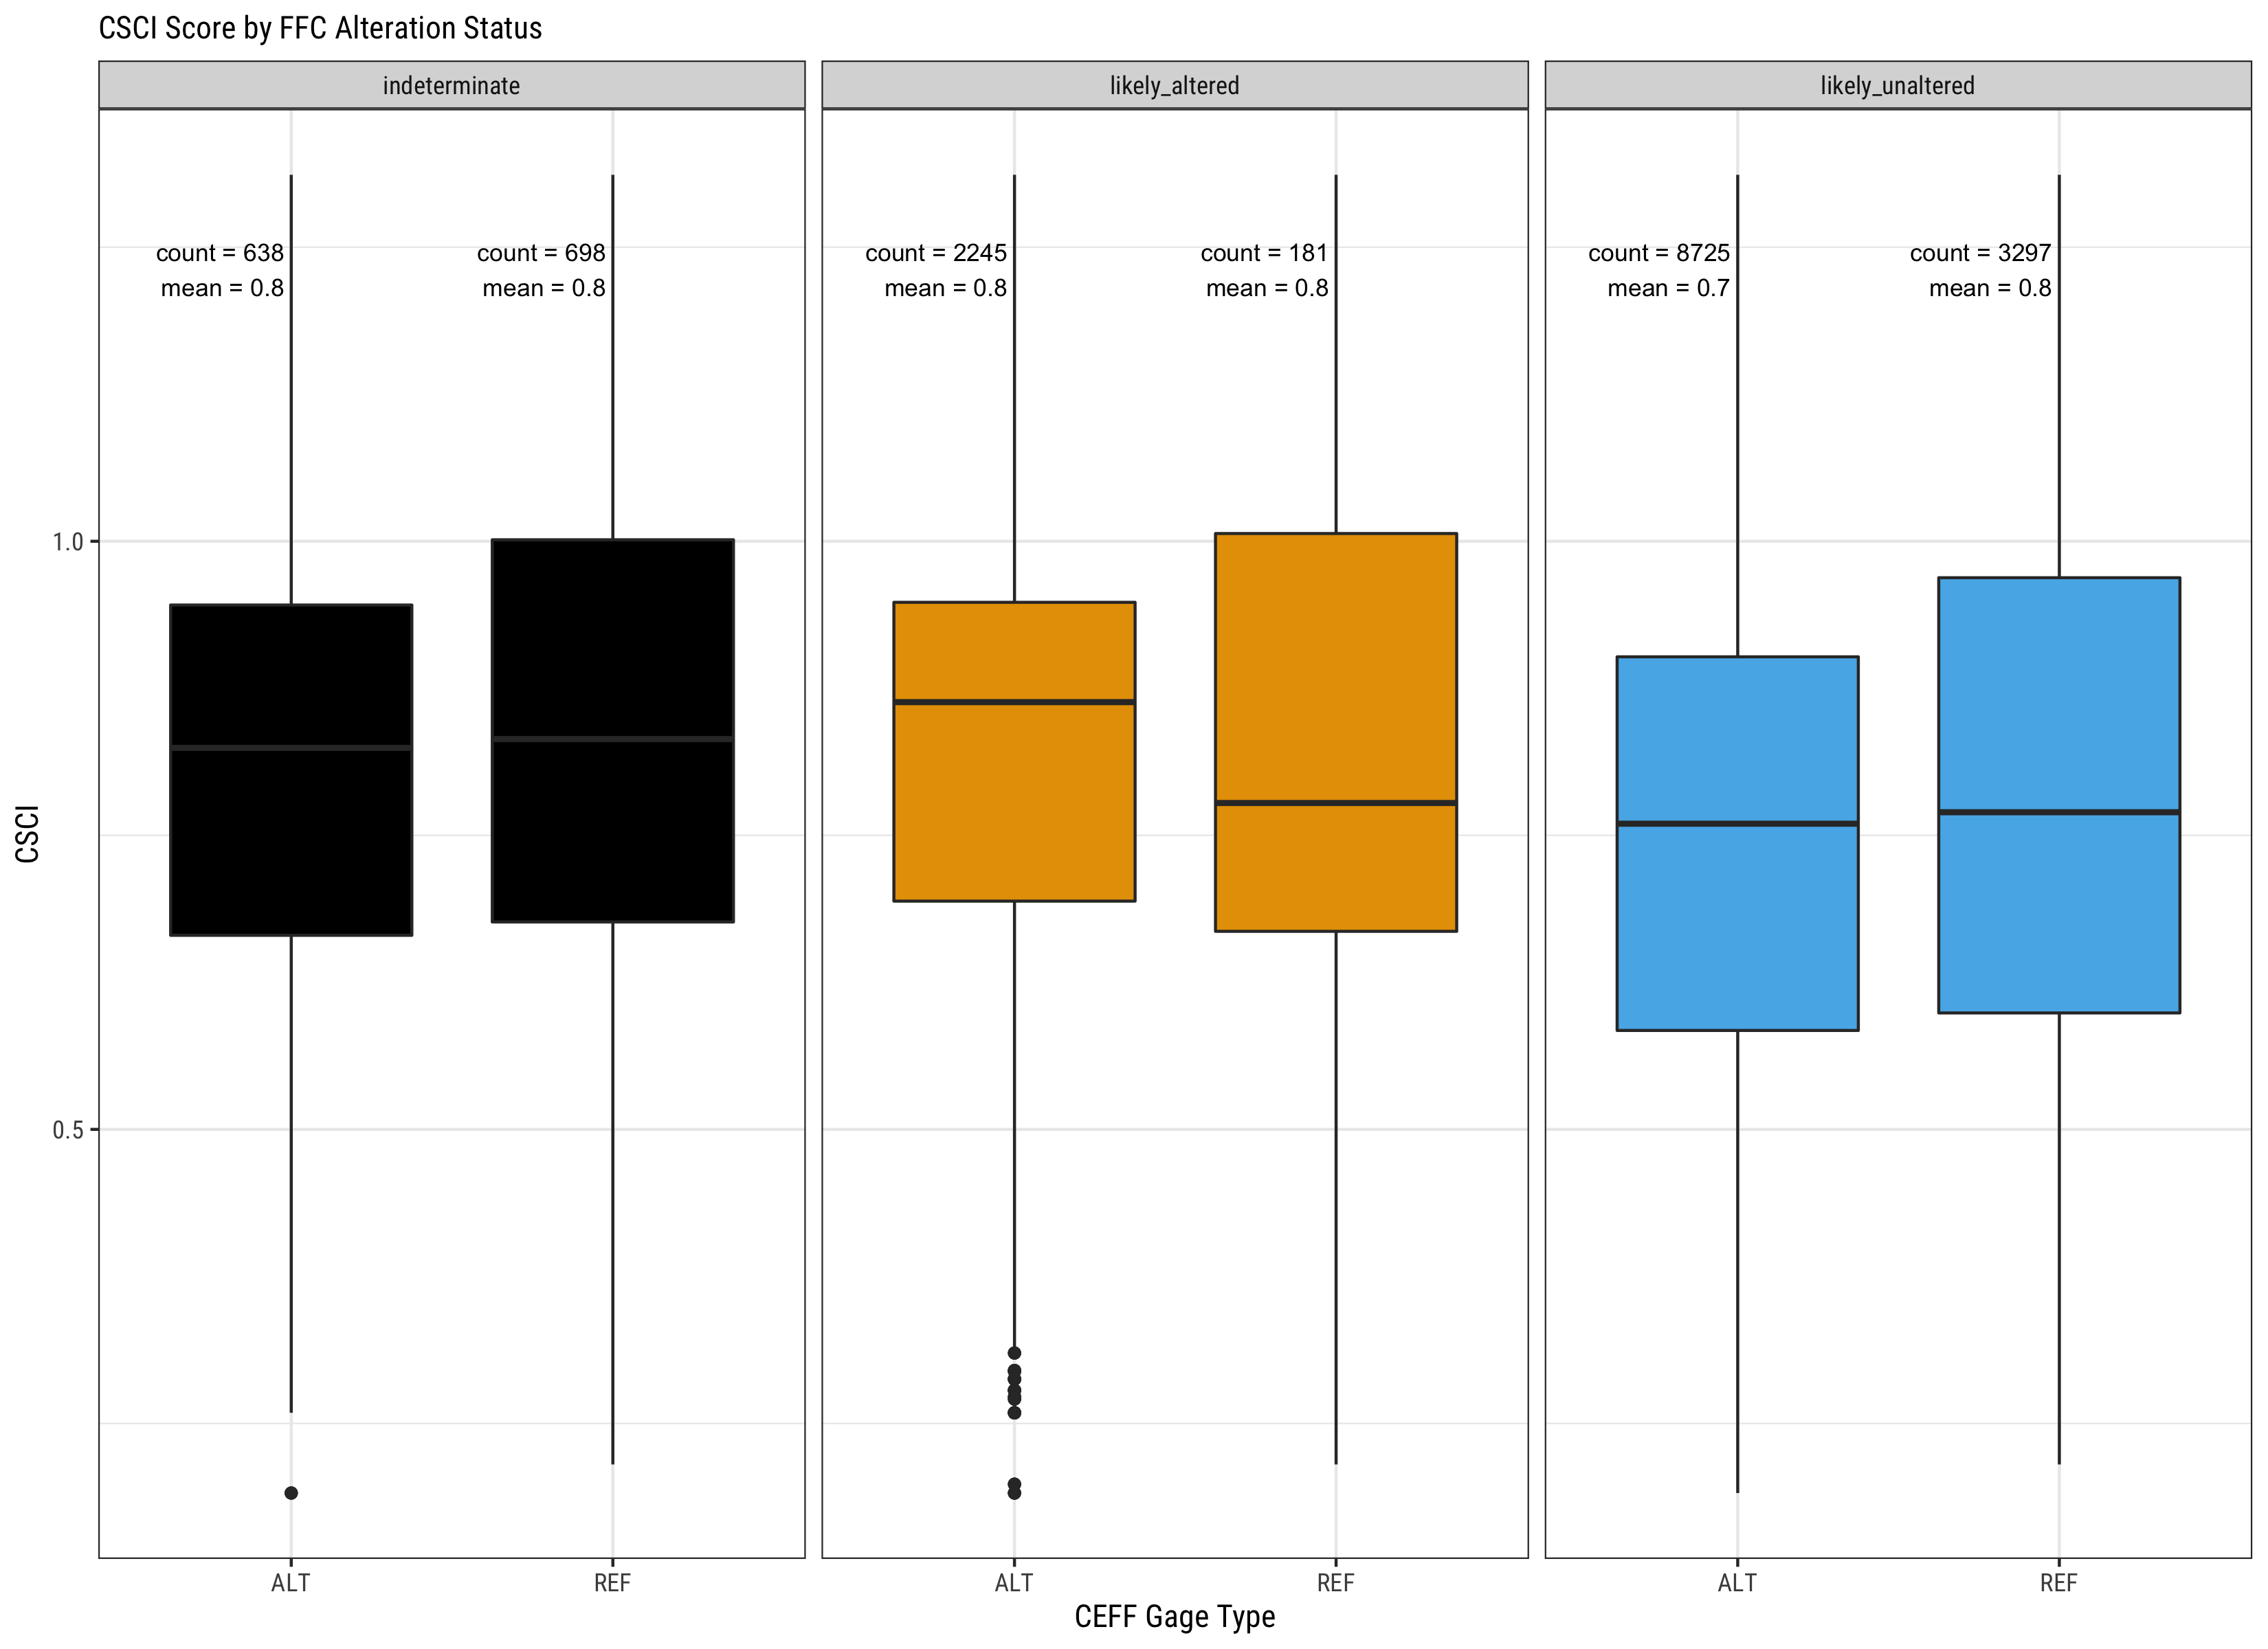 CSCI Score by FFC Alteration Status
indeterminate
likely_altered
likely_unaltered
count = 638
mean = 0.8
count = 698
mean = 0.8
count = 2245
mean = 0.8
count = 181
mean = 0.8
count = 8725
mean = 0.7
count = 3297
mean = 0.8
1.0
0.5
CSCI
ALT
REF
ALT
REF
ALT
REF
CEFF Gage Type